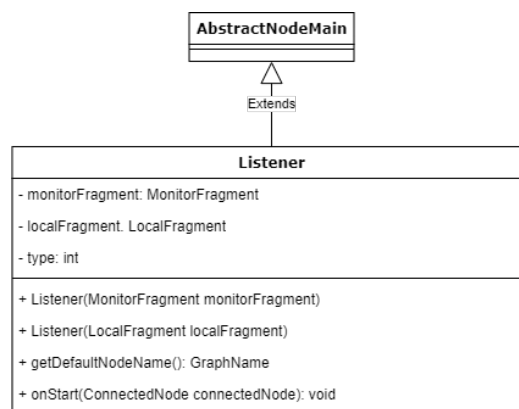 AbstractNodeMain
Extends
Listener
- monitorFragment: MonitorFragment
- localFragment. LocalFragment
- type: int
+ Listener(MonitorFragment monitorFragment)
+ Listener(LocalFragment localFragment)
+ getDefaultNodeName(): GraphName
+ onStart(ConnectedNode connectedNode): void